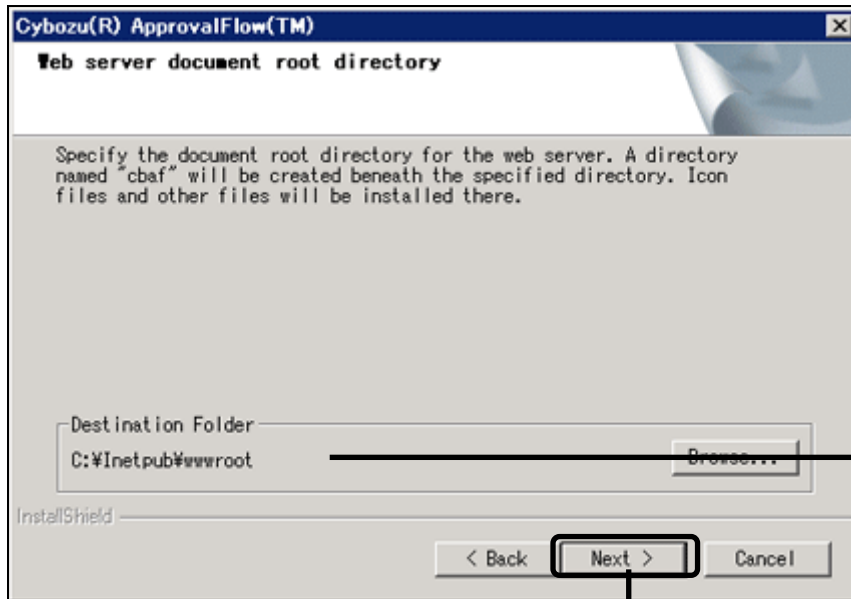 Cybozu(R) ApprovalFlow(TM)
Web server document root directory
Specify the document root directory for the web server. A directory
named "cbaf" will be created beneath the specified directory. Icon
files and other files will be installed there.
Destination Folder
C:¥Inetpub¥wwwroot
Browse...
InstallShield
< Back
Next >
Cancel